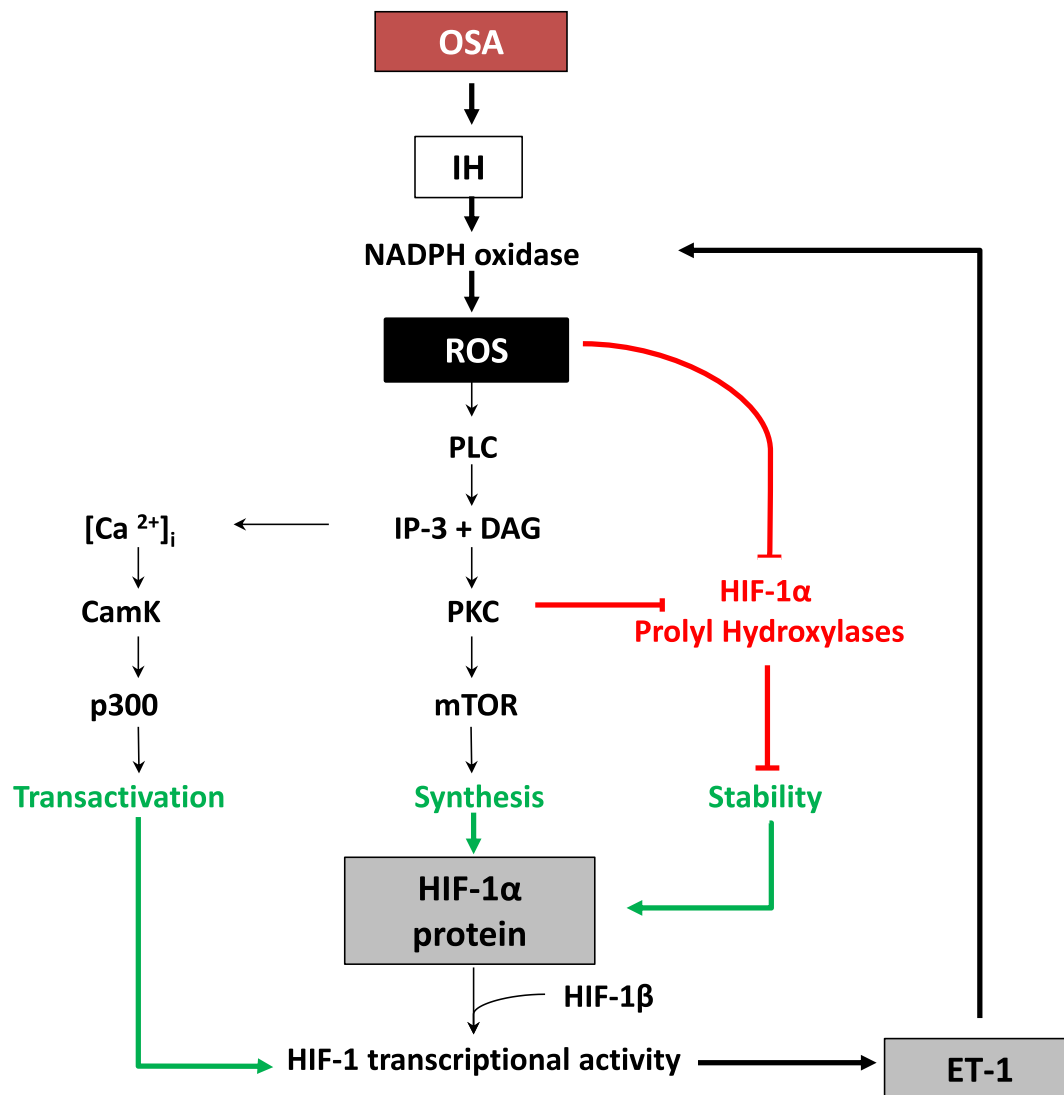 OSA
IH
NADPH oxidase
ROS
PLC
[Ca 2+]i
IP-3 + DAG
CamK
PKC
HIF-1α
Prolyl Hydroxylases
p300
mTOR
Transactivation
Synthesis
Stability
HIF-1α
protein
HIF-1β
HIF-1 transcriptional activity
ET-1